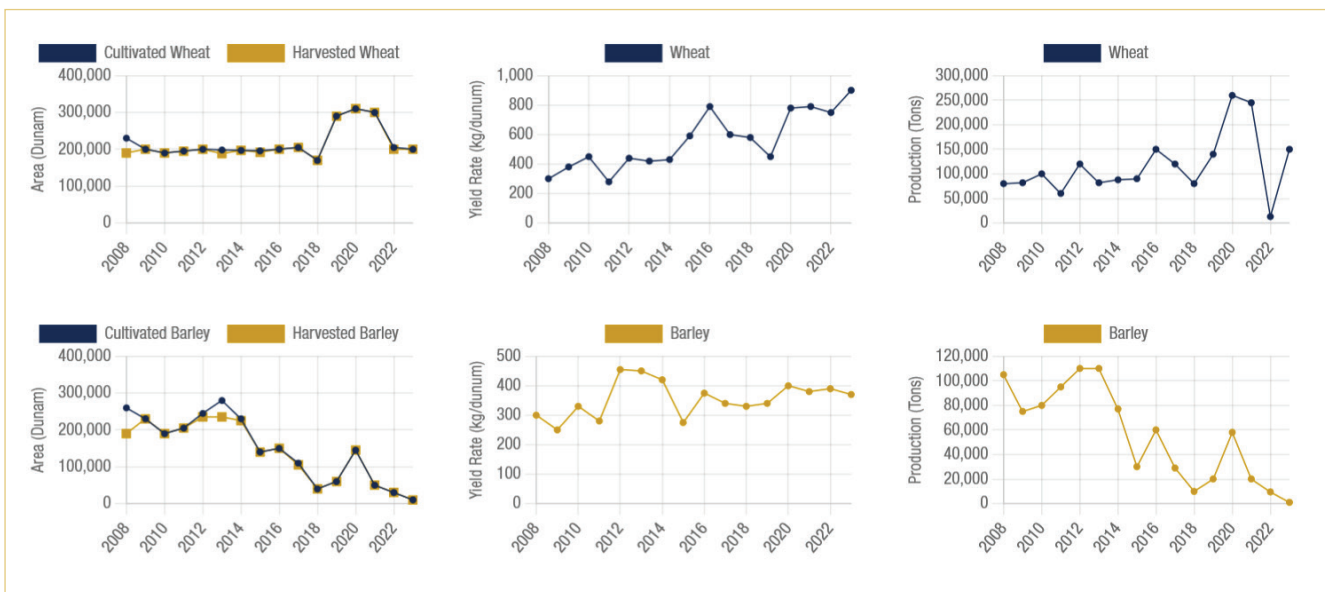 Cultivated Wheat Harvested Wheat
Area (Dunam)
400,000
300,000
200,000
100,000
0
2008 2010 2012 2014 2016 2018 2020 2022
Wheat
Yield Rate (kg/dunum)
1,000
800
600
400
200
0
2008 2010 2012 2014 2016 2018 2020 2022
Wheat
Production (Tons)
300,000
250,000
200,000
150,000
100,000
50,000
0
2008 2010 2012 2014 2016 2018 2020 2022
Cultivated Barley Harvested Barley
Area (Dunam)
400,000
300,000
200,000
100,000
0
2008 2010 2012 2014 2016 2018 2020 2022
Barley
Yield Rate (kg/dunum)
500
400
300
200
100
0
2008 2010 2012 2014 2016 2018 2020 2022
Barley
Production (Tons)
120,000
100,000
80,000
60,000
40,000
20,000
0
2008 2010 2012 2014 2016 2018 2020 2022